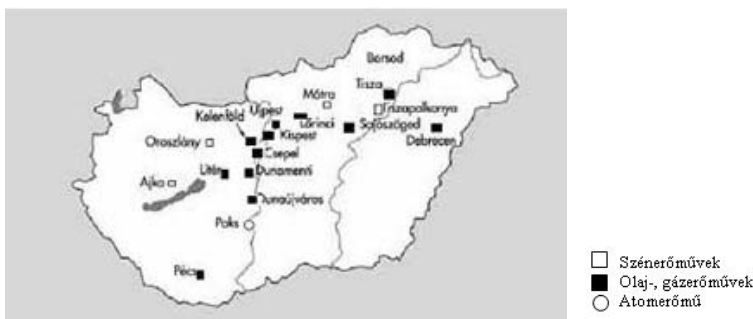 Borsod
Tisza
Mátra
Tiszapalkonya
Kelenföld
Újpest
Lőrinci
Sajószöged
Kispest
Debrecen
Oroszlány
Csepel
Litér
Dunamenti
Ajka
Dunaújváros
Paks
Pécs
Szénerőművek
Olaj-, gázerőművek
Atomerőmű